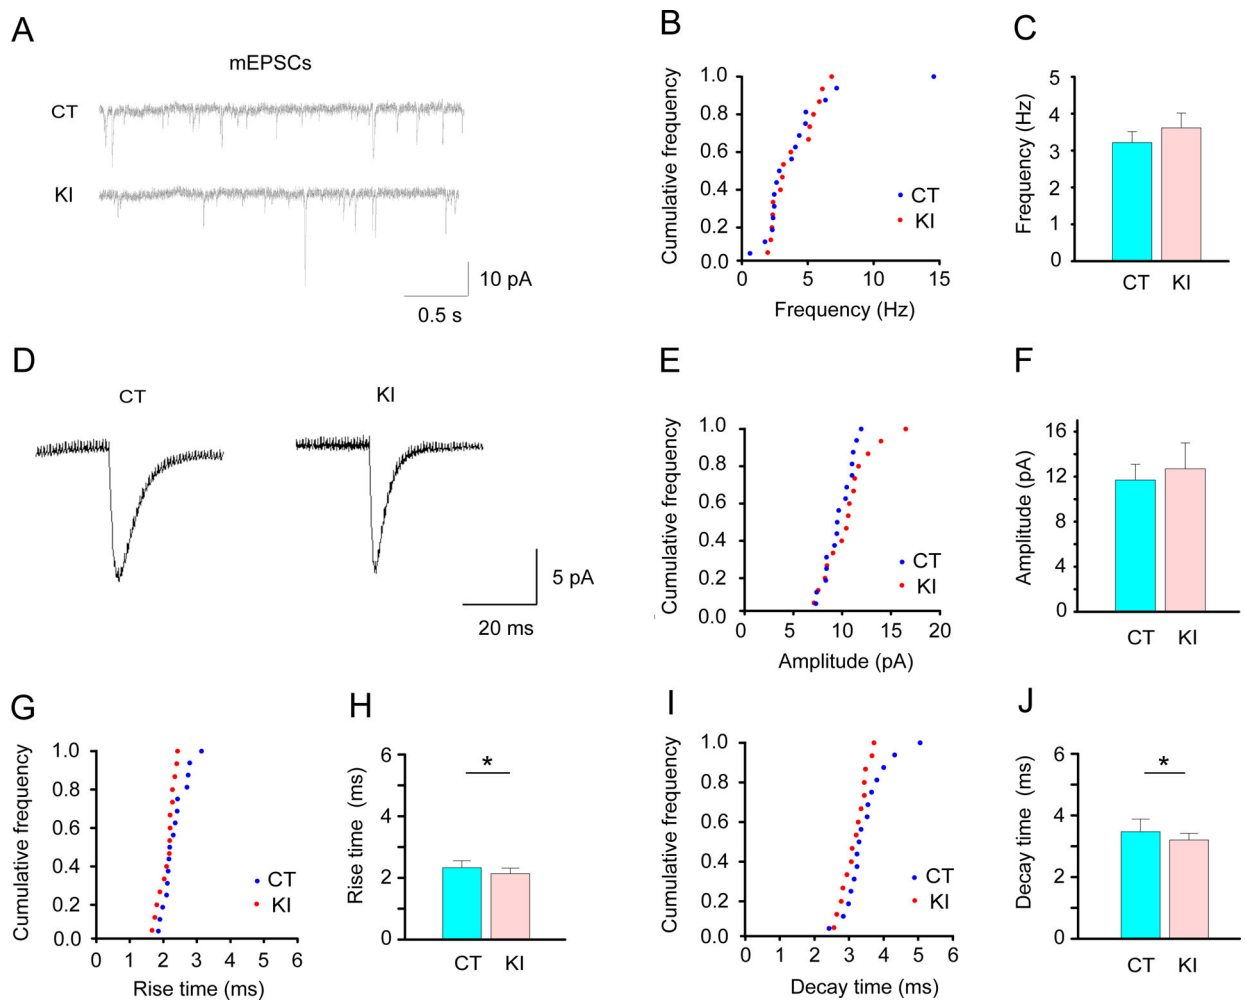 A
mEPSCs
CT
KI
10 pA
0.5 s
B
Cumulative frequency
1.0
0.8
0.6
0.4
0.2
0.0
CT
KI
0
5
10
15
Frequency (Hz)
C
Frequency (Hz)
5
4
3
2
1
0
CT
KI
D
CT
KI
5 pA
20 ms
E
Cumulative frequency
1.0
0.8
0.6
0.4
0.2
0.0
CT
KI
0
5
10
15
20
Amplitude (pA)
F
Amplitude (pA)
16
12
8
4
0
CT
KI
G
Cumulative frequency
1.0
0.8
0.6
0.4
0.2
0.0
CT
KI
0
1
2
3
4
5
6
Rise time (ms)
H
Rise time (ms)
6
4
2
0
*
CT
KI
I
Cumulative frequency
1.0
0.8
0.6
0.4
0.2
0.0
CT
KI
0
1
2
3
4
5
6
Decay time (ms)
J
Decay time (ms)
6
4
2
0
*
CT
KI